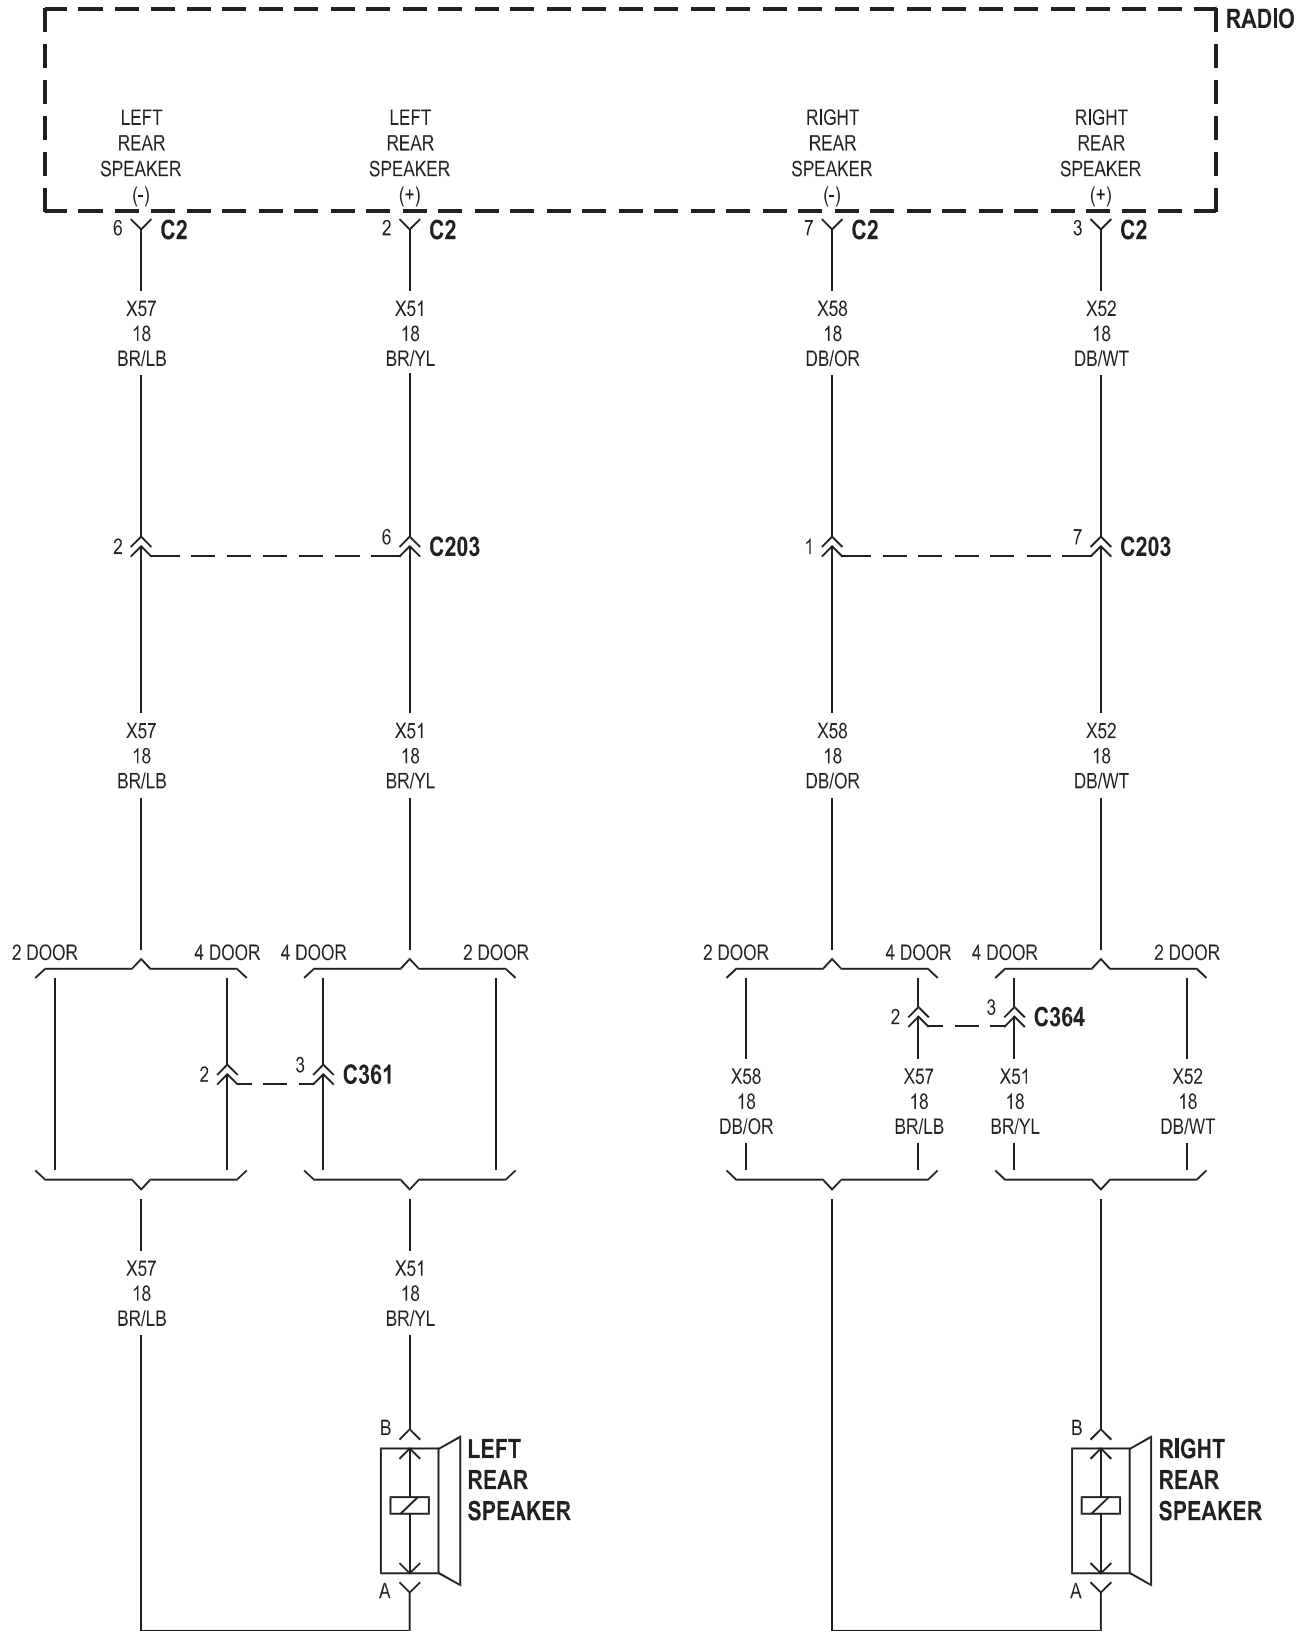 RADIO
LEFT
REAR
SPEAKER
(-)
LEFT
REAR
SPEAKER
(+)
RIGHT
REAR
SPEAKER
(-)
RIGHT
REAR
SPEAKER
(+)
6 C2
2 C2
7 C2
3 C2
X57
18
BR/LB
X51
18
BR/YL
X58
18
DB/OR
X52
18
DB/WT
2
6 C203
1
7 C203
X57
18
BR/LB
X51
18
BR/YL
X58
18
DB/OR
X52
18
DB/WT
2 DOOR 4 DOOR 4 DOOR 2 DOOR
2 DOOR 4 DOOR 4 DOOR 2 DOOR
2 3 C361
2 3 C364
X58
18
DB/OR
X57
18
BR/LB
X51
18
BR/YL
X52
18
DB/WT
X57
18
BR/LB
X51
18
BR/YL
B
LEFT
REAR
SPEAKER
A
B
RIGHT
REAR
SPEAKER
A